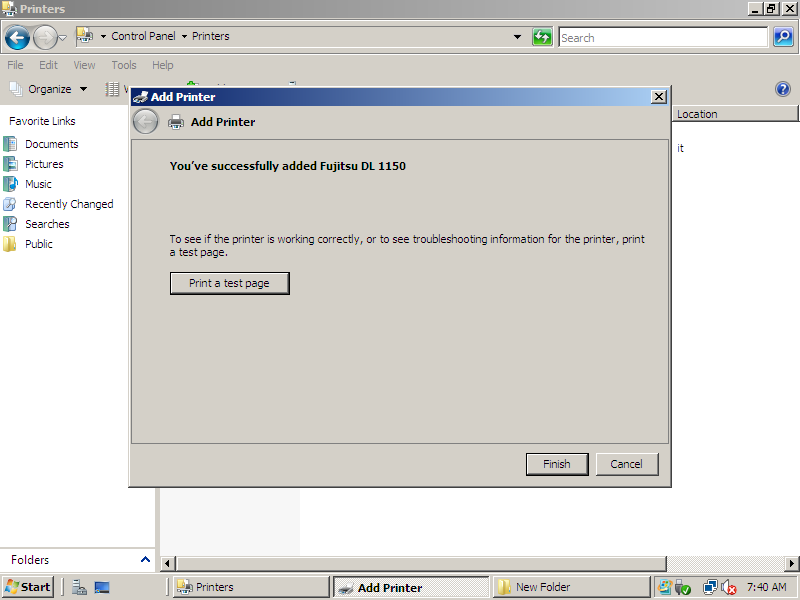 Printers
Control Panel
Printers
Search
File
Edit
View
Tools
Help
Organize
Add Printer
Add Printer
Favorite Links
Documents
Pictures
Music
Recently Changed
Searches
Public
Location
it
You've successfully added Fujitsu DL 1150
To see if the printer is working correctly, or to see troubleshooting information for the printer, print
a test page.
Print a test page
Finish
Cancel
Folders
Start
Printers
Add Printer
New Folder
7:40 AM